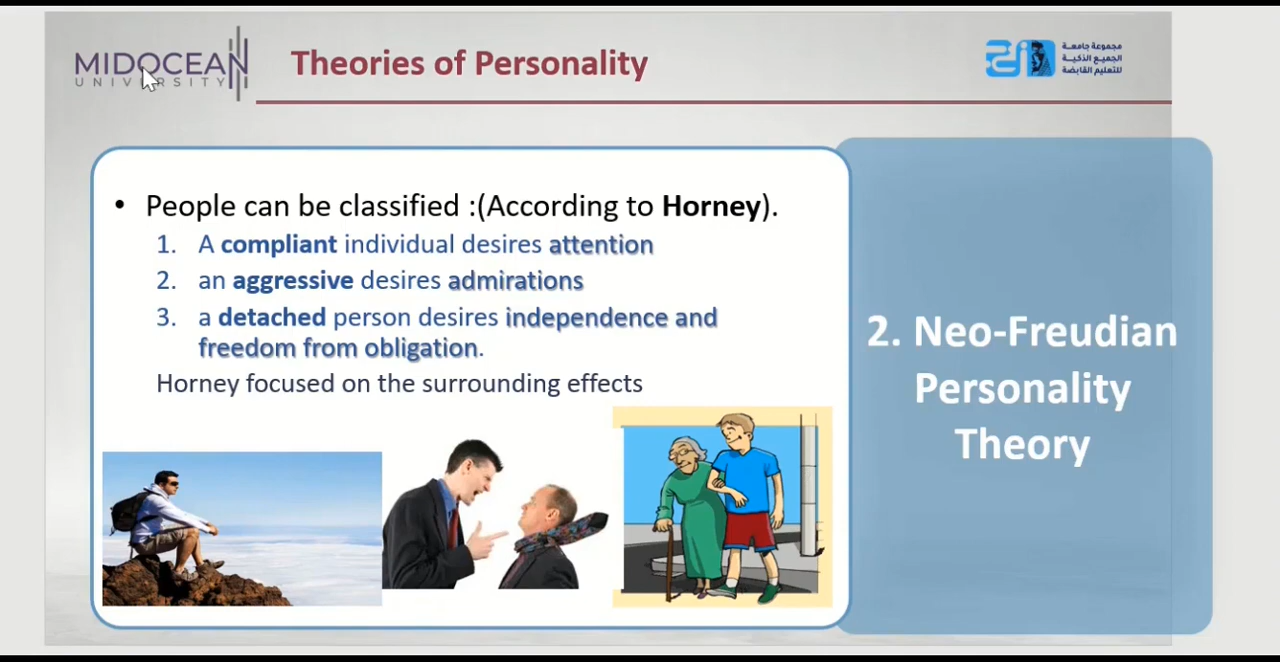 MIDOCEAN
UNIVERSITY
Theories of Personality
مجموعة جامعة
الجميع الذكية
للتعليم القابضة
• People can be classified :(According to Horney).
1. A compliant individual desires attention
2. an aggressive desires admirations
3. a detached person desires independence and
freedom from obligation.
Horney focused on the surrounding effects
2. Neo-Freudian
Personality
Theory